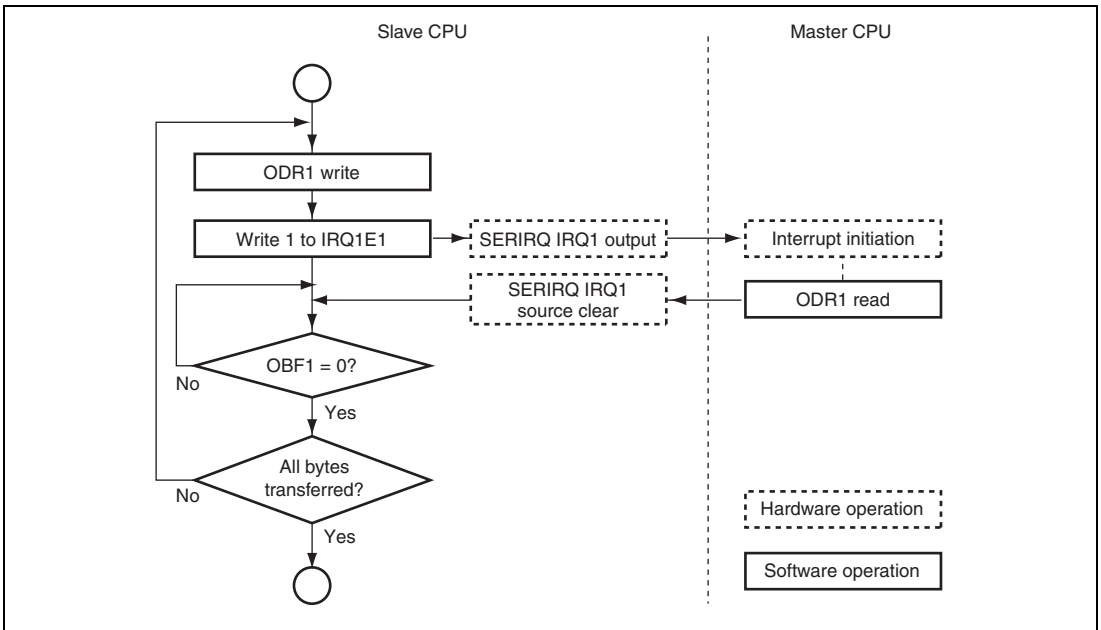 Slave CPU
Master CPU
ODR1 write
Write 1 to IRQ1E1
SERIRQ IRQ1 output
Interrupt initiation
SERIRQ IRQ1
source clear
ODR1 read
OBF1 = 0?
No
Yes
All bytes
transferred?
No
Yes
Hardware operation
Software operation